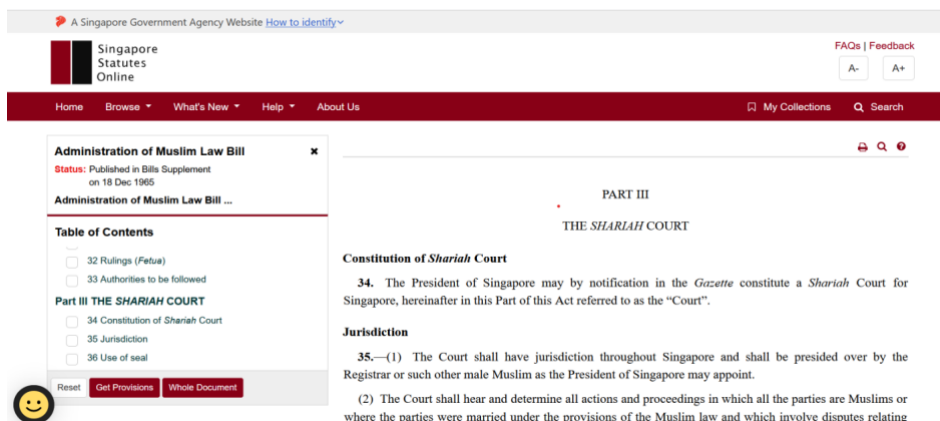 A Singapore Government Agency Website How to identify
Singapore
Statutes
Online
FAQs | Feedback
A- A+
Home Browse What's New Help About Us My Collections Search
Administration of Muslim Law Bill
Status: Published in Bills Supplement
on 18 Dec 1965
Administration of Muslim Law Bill ...
Table of Contents
32 Rulings (Fetua)
33 Authorities to be followed
Part III THE SHARIAH COURT
34 Constitution of Shariah Court
35 Jurisdiction
36 Use of seal
Reset Get Provisions Whole Document
PART III
THE SHARIAH COURT
Constitution of Shariah Court
34. The President of Singapore may by notification in the Gazette constitute a Shariah Court for
Singapore, hereinafter in this Part of this Act referred to as the “Court”.
Jurisdiction
35.—(1) The Court shall have jurisdiction throughout Singapore and shall be presided over by the
Registrar or such other male Muslim as the President of Singapore may appoint.
(2) The Court shall hear and determine all actions and proceedings in which all the parties are Muslims or
where the parties were married under the provisions of the Muslim law and which involve disputes relating